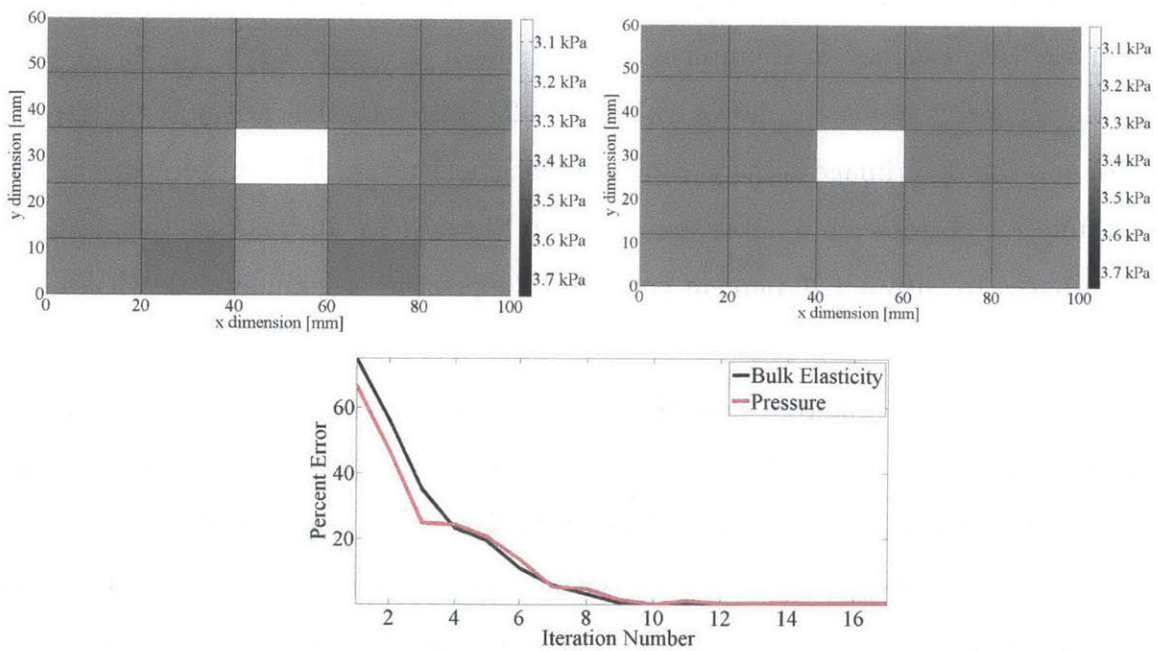 60
50
40
30
20
10
0
y dimension [mm]
0
20
40
60
80
100
x dimension [mm]
3.1 kPa
3.2 kPa
3.3 kPa
3.4 kPa
3.5 kPa
3.6 kPa
3.7 kPa
60
50
40
30
20
10
0
y dimension [mm]
0
20
40
60
80
100
x dimension [mm]
3.1 kPa
3.2 kPa
3.3 kPa
3.4 kPa
3.5 kPa
3.6 kPa
3.7 kPa
Percent Error
60
40
20
Bulk Elasticity
Pressure
2
4
6
8
10
12
14
16
Iteration Number